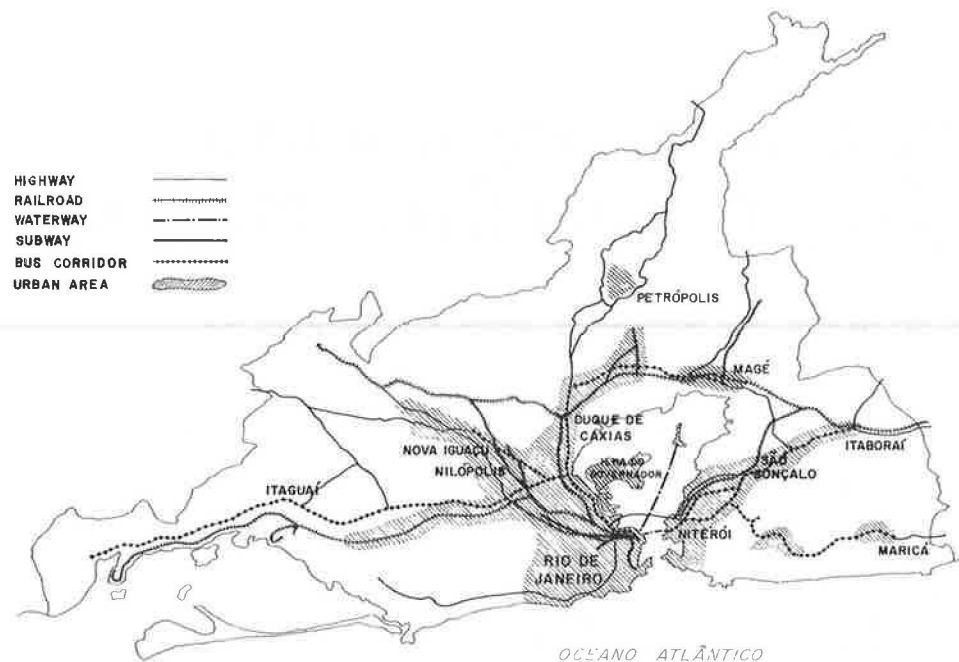 HIGHWAY
RAILROAD
WATERWAY
SUBWAY
BUS CORRIDOR
URBAN AREA
PETRÓPOLIS
MAGÉ
DUQUE DE
CAXIAS
ITABORAÍ
NOVA IGUAÇU
NILÓPOLIS
GOVERNADOR
SÃO
GONÇALO
ITAGUAÍ
NITERÓI
MARICÁ
RIO DE
JANEIRO
OCEANO ATLÂNTICO